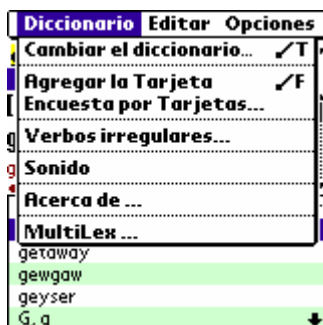 Diccionario Editar Opciones
Cambiar el diccionario... ✓T
Agregar la Tarjeta ✓F
Encuesta por Tarjetas...
Verbos irregulares...
Sonido
Acerca de ...
MultiLex ...
getaway
gewgaw
geyser
G, g